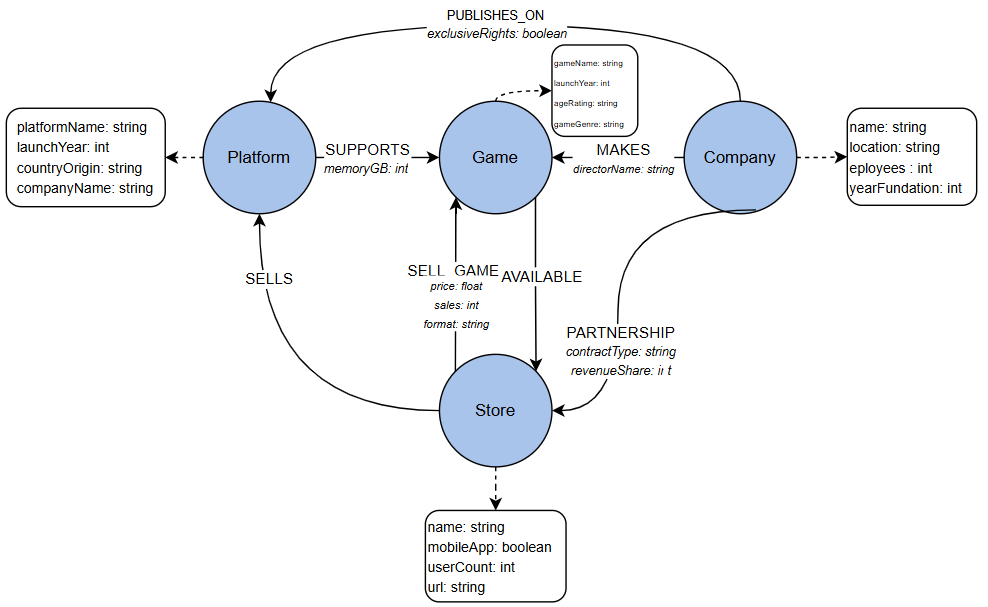 PUBLISHES_ON
exclusiveRights: boolean
gameName: string
launchYear: int
ageRating: string
gameGenre: string
platformName: string
launchYear: int
countryOrigin: string
companyName: string
Platform
SUPPORTS
memoryGB: int
Game
MAKES
directorName: string
Company
name: string
location: string
eployees : int
yearFundation: int
SELLS
SELL_GAME
price: float
sales: int
format: string
AVAILABLE
PARTNERSHIP
contractType: string
revenueShare: int
Store
name: string
mobileApp: boolean
userCount: int
url: string